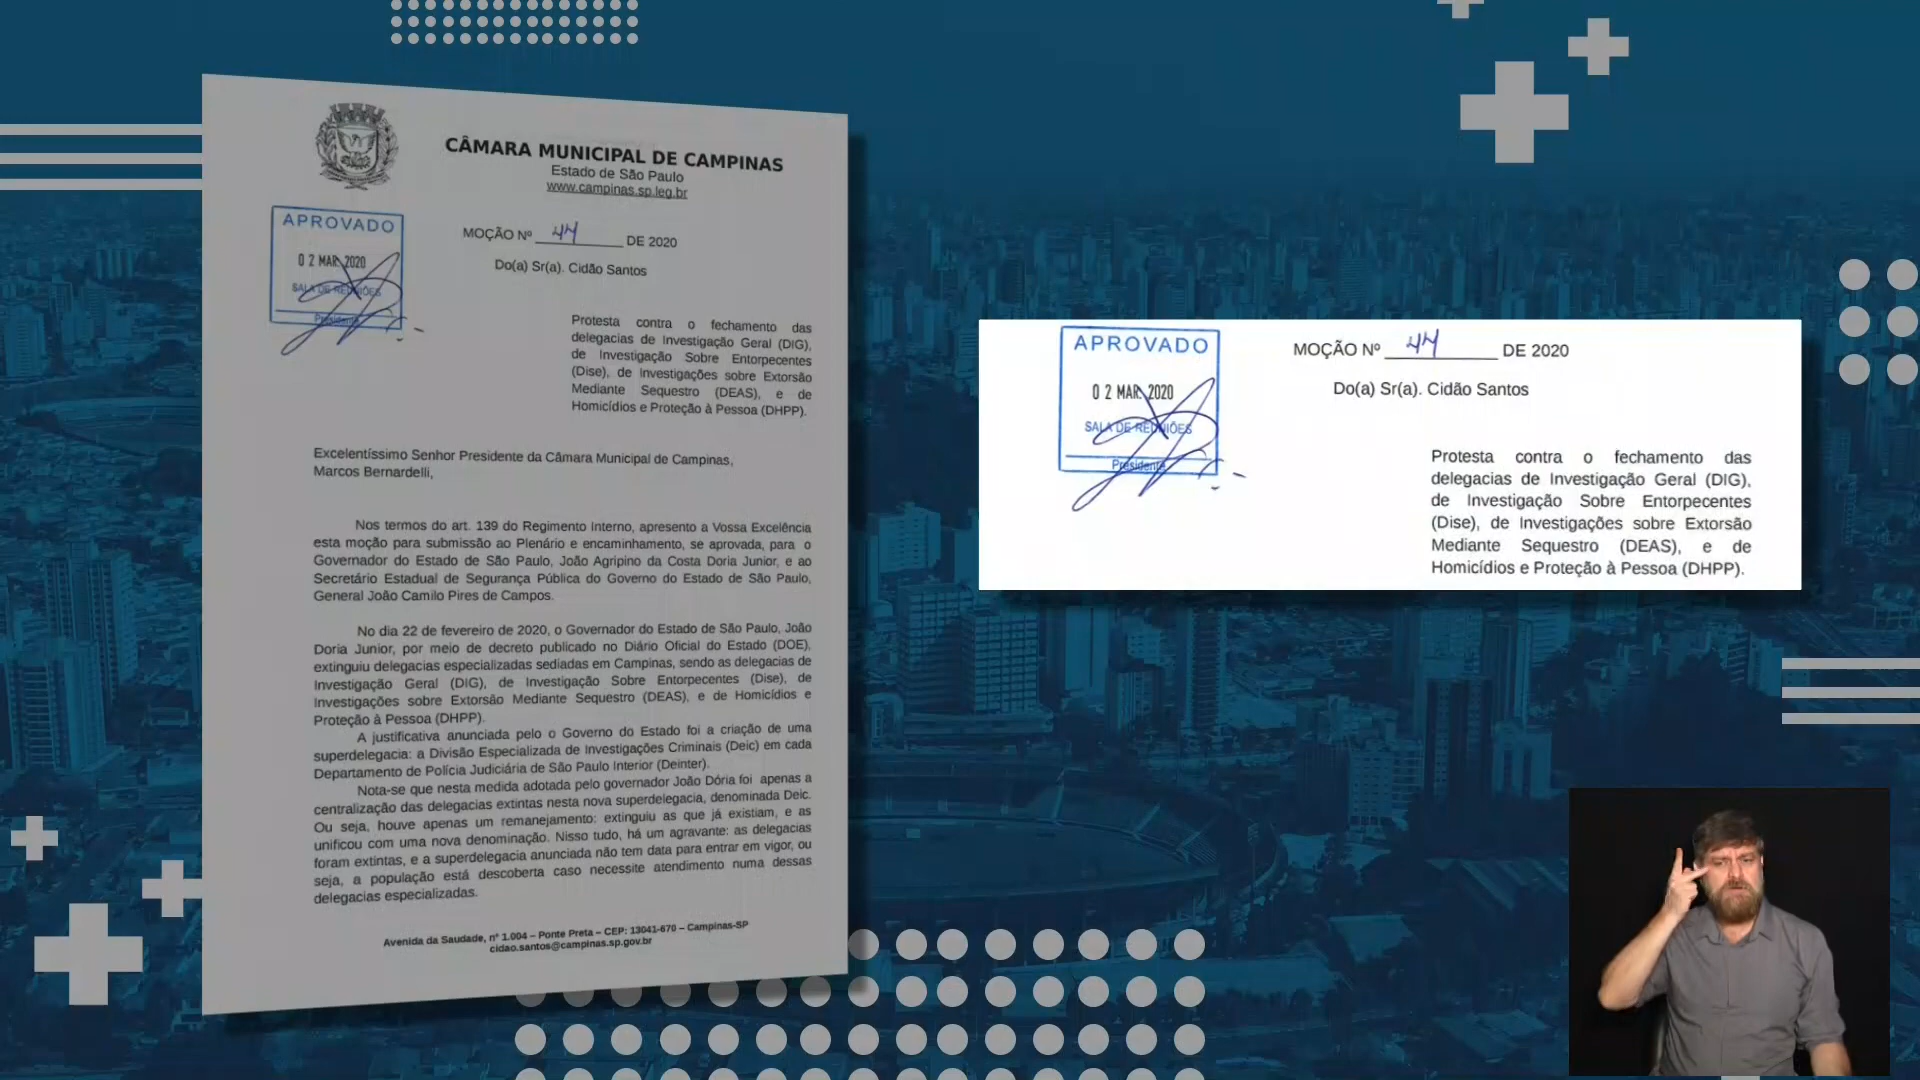 CÂMARA MUNICIPAL DE CAMPINAS
Estado de São Paulo
www.campinas.sp.leg.br
APROVADO
02 MAR. 2020
SALA DE REUNIÕES
Presidente
MOÇÃO Nº 44 DE 2020
Do(a) Sr(a). Cidão Santos
Protesta contra o fechamento das
delegacias de Investigação Geral (DIG),
de Investigação Sobre Entorpecentes
(Dise), de Investigações sobre Extorsão
Mediante Sequestro (DEAS), e de
Homicídios e Proteção à Pessoa (DHPP).
Excelentíssimo Senhor Presidente da Câmara Municipal de Campinas,
Marcos Bernardelli,
Nos termos do art. 139 do Regimento Interno, apresento a Vossa Excelência
esta moção para submissão ao Plenário e encaminhamento, se aprovada, para o
Governador do Estado de São Paulo, João Agripino da Costa Doria Junior, e ao
Secretário Estadual de Segurança Pública do Governo do Estado de São Paulo,
General João Camilo Pires de Campos.
No dia 22 de fevereiro de 2020, o Governador do Estado de São Paulo, João
Doria Junior, por meio de decreto publicado no Diário Oficial do Estado (DOE),
extinguiu delegacias especializadas sediadas em Campinas, sendo as delegacias de
Investigação Geral (DIG), de Investigação Sobre Entorpecentes (Dise), de
Investigações sobre Extorsão Mediante Sequestro (DEAS), e de Homicídios e
Proteção à Pessoa (DHPP).
A justificativa anunciada pelo o Governo do Estado foi a criação de uma
superdelegacia: a Divisão Especializada de Investigações Criminais (Deic) em cada
Departamento de Polícia Judiciária de São Paulo Interior (Deinter).
Nota-se que nesta medida adotada pelo governador João Dória foi apenas a
centralização das delegacias extintas nesta nova superdelegacia, denominada Deic.
Ou seja, houve apenas um remanejamento: extinguiu as que já existiam, e as
unificou com uma nova denominação. Nisso tudo, há um agravante: as delegacias
foram extintas, e a superdelegacia anunciada não tem data para entrar em vigor, ou
seja, a população está descoberta caso necessite atendimento numa dessas
delegacias especializadas.
Avenida da Saudade, nº 1.004 – Ponte Preta – CEP: 13041-670 – Campinas-SP
cidao.santos@campinas.sp.gov.br
APROVADO
02 MAR. 2020
SALA DE REUNIÕES
Presidente
MOÇÃO Nº 44 DE 2020
Do(a) Sr(a). Cidão Santos
Protesta contra o fechamento das
delegacias de Investigação Geral (DIG),
de Investigação Sobre Entorpecentes
(Dise), de Investigações sobre Extorsão
Mediante Sequestro (DEAS), e de
Homicídios e Proteção à Pessoa (DHPP).